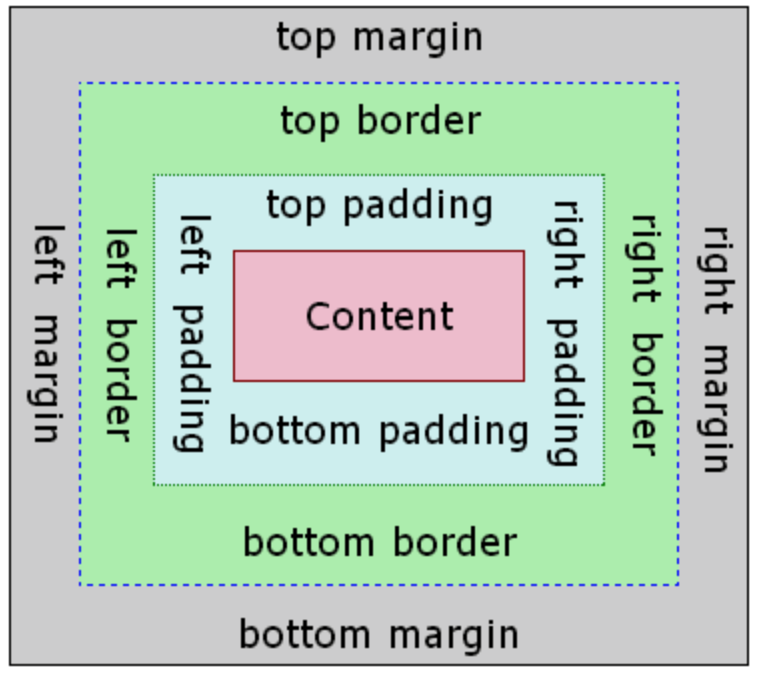 top margin
top border
top padding
left margin
left border
left padding
Content
right padding
right border
right margin
bottom padding
bottom border
bottom margin